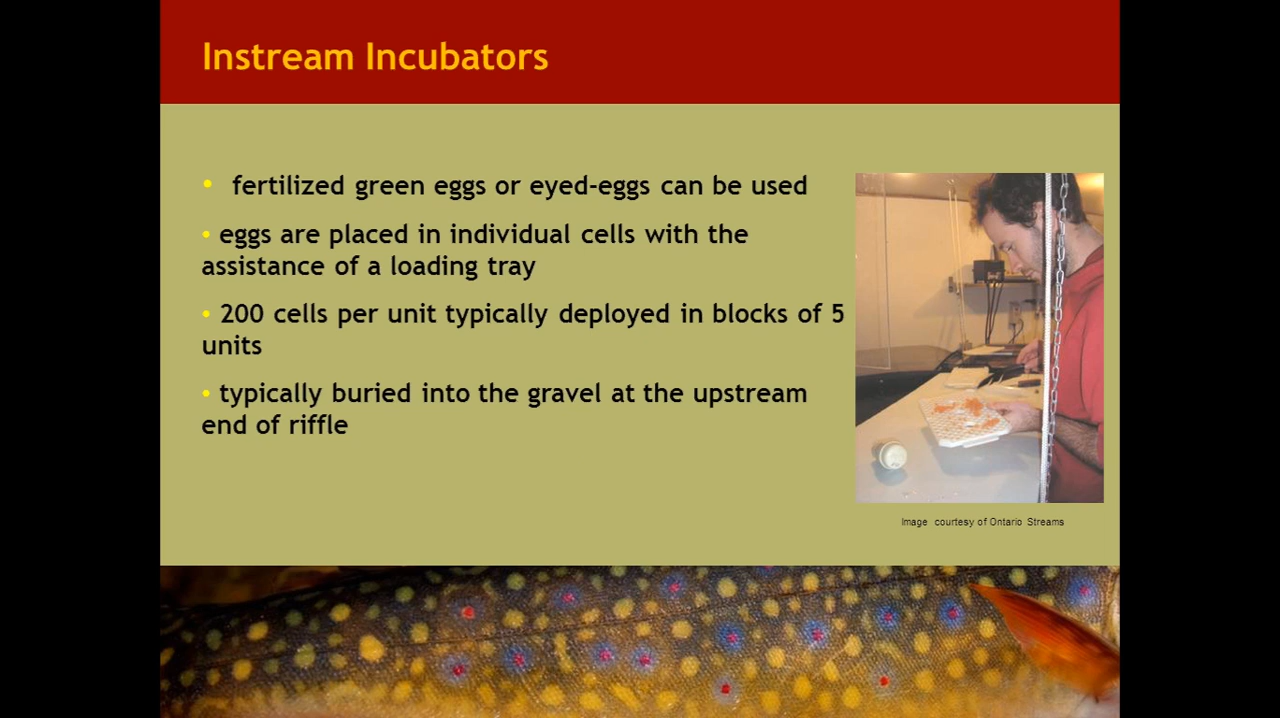 Instream Incubators
• fertilized green eggs or eyed-eggs can be used
• eggs are placed in individual cells with the
assistance of a loading tray
• 200 cells per unit typically deployed in blocks of 5
units
• typically buried into the gravel at the upstream
end of riffle
Image courtesy of Ontario Streams